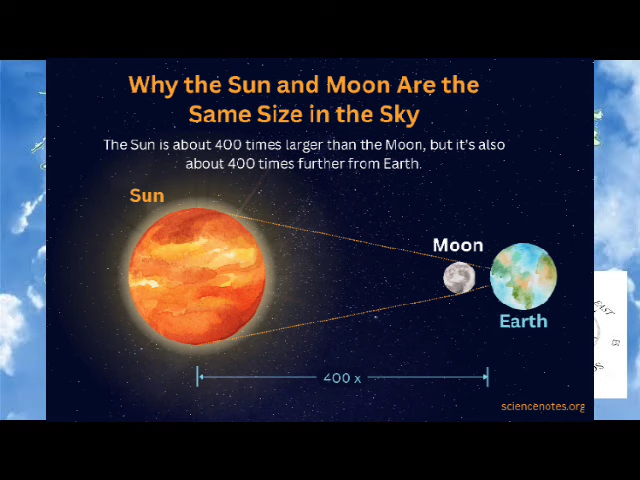 Why the Sun and Moon Are the
Same Size in the Sky
The Sun is about 400 times larger than the Moon, but it's also
about 400 times further from Earth.
Sun
Moon
Earth
400 x
sciencenotes.org
EAST